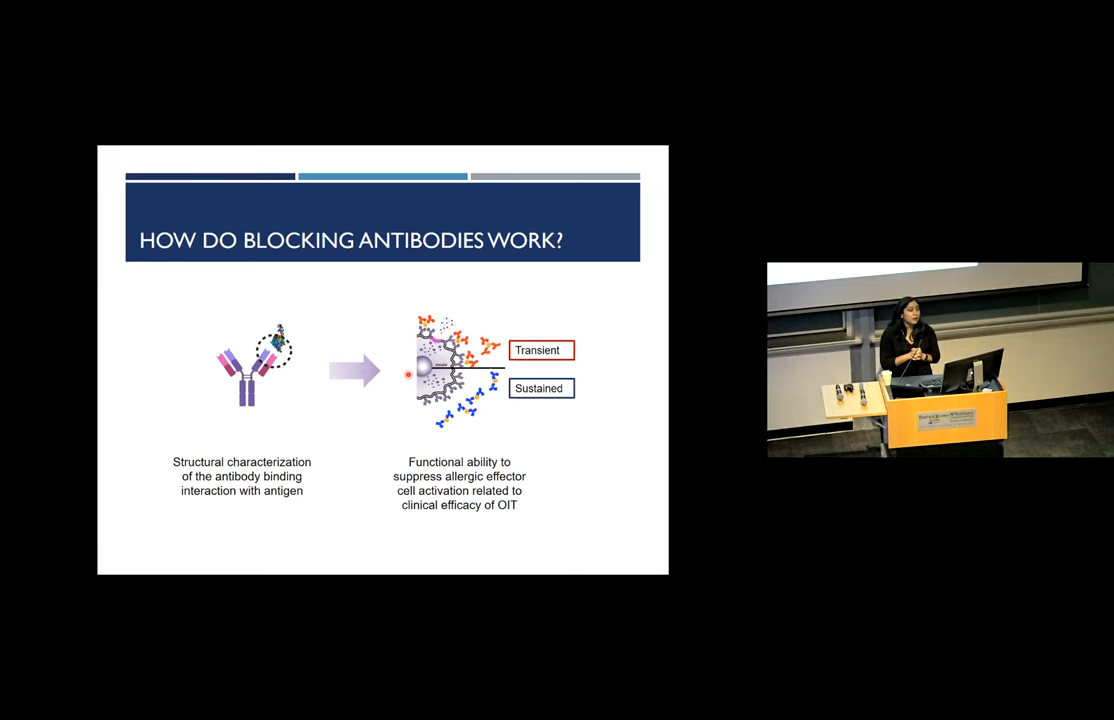 HOW DO BLOCKING ANTIBODIES WORK?
Transient
Sustained
Structural characterization
of the antibody binding
interaction with antigen
Functional ability to
suppress allergic effector
cell activation related to
clinical efficacy of OIT